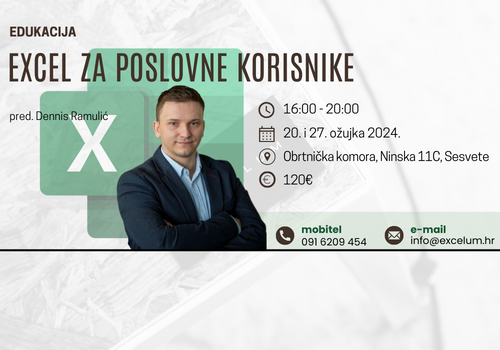 EDUKACIJA
EXCEL ZA POSLOVNE KORISNIKE
pred. Dennis Ramulić
X
16:00 - 20:00
20. i 27. ožujka 2024.
Obrtnička komora, Ninska 11C, Sesvete
120€
mobitel
091 6209 454
e-mail
info@excelum.hr